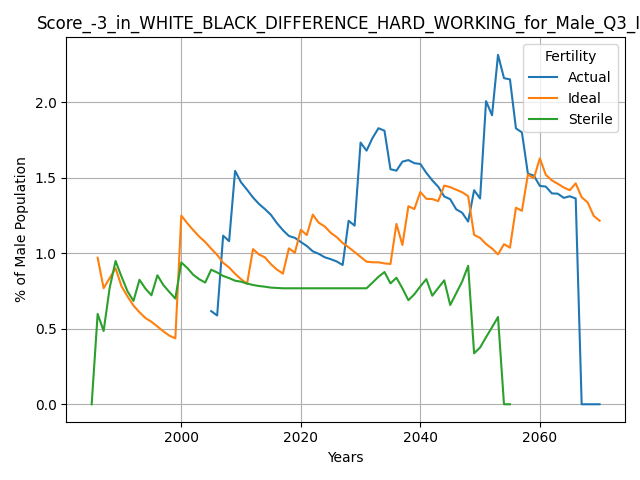 Score_-3_in_WHITE_BLACK_DIFFERENCE_HARD_WORKING_for_Male_Q3_I
Fertility
Actual
Ideal
Sterile
% of Male Population
2.0
1.5
1.0
0.5
0.0
2000 2020 2040 2060
Years